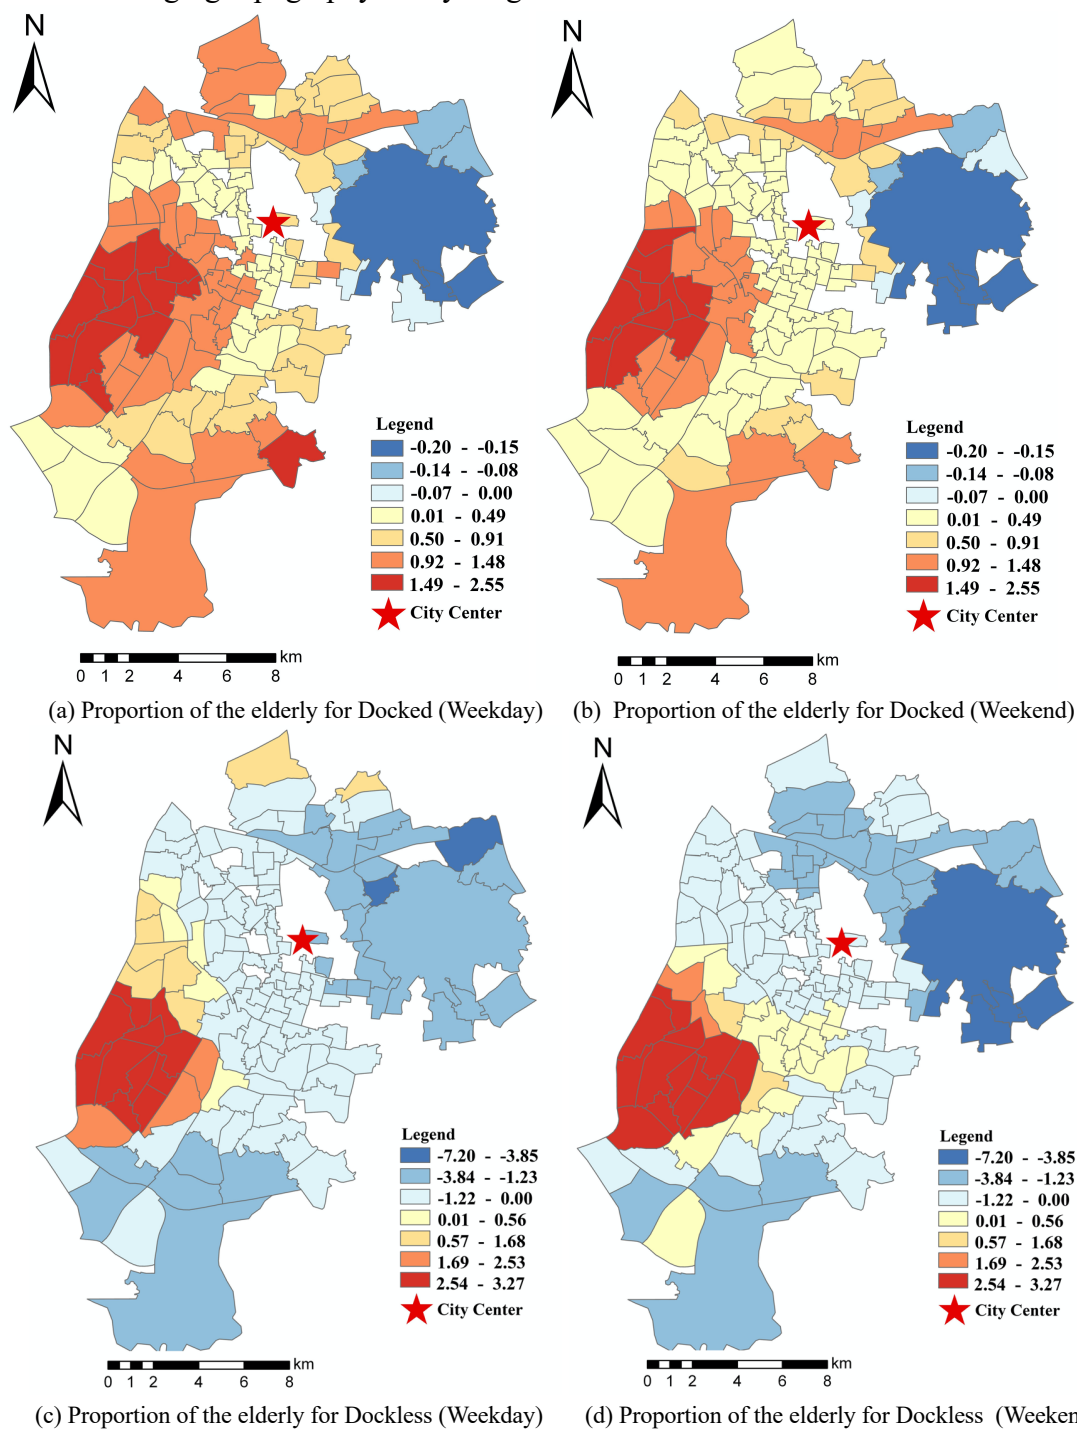 N
N
Legend
-0.20 - -0.15
-0.14 - -0.08
-0.07 - 0.00
0.01 - 0.49
0.50 - 0.91
0.92 - 1.48
1.49 - 2.55
City Center
Legend
-0.20 - -0.15
-0.14 - -0.08
-0.07 - 0.00
0.01 - 0.49
0.50 - 0.91
0.92 - 1.48
1.49 - 2.55
City Center
km
0 1 2 4 6 8
km
0 1 2 4 6 8
(a) Proportion of the elderly for Docked (Weekday)
(b) Proportion of the elderly for Docked (Weekend)
N
N
Legend
-7.20 - -3.85
-3.84 - -1.23
-1.22 - 0.00
0.01 - 0.56
0.57 - 1.68
1.69 - 2.53
2.54 - 3.27
City Center
Legend
-7.20 - -3.85
-3.84 - -1.23
-1.22 - 0.00
0.01 - 0.56
0.57 - 1.68
1.69 - 2.53
2.54 - 3.27
City Center
km
0 1 2 4 6 8
km
0 1 2 4 6 8
(c) Proportion of the elderly for Dockless (Weekday)
(d) Proportion of the elderly for Dockless (Weeken